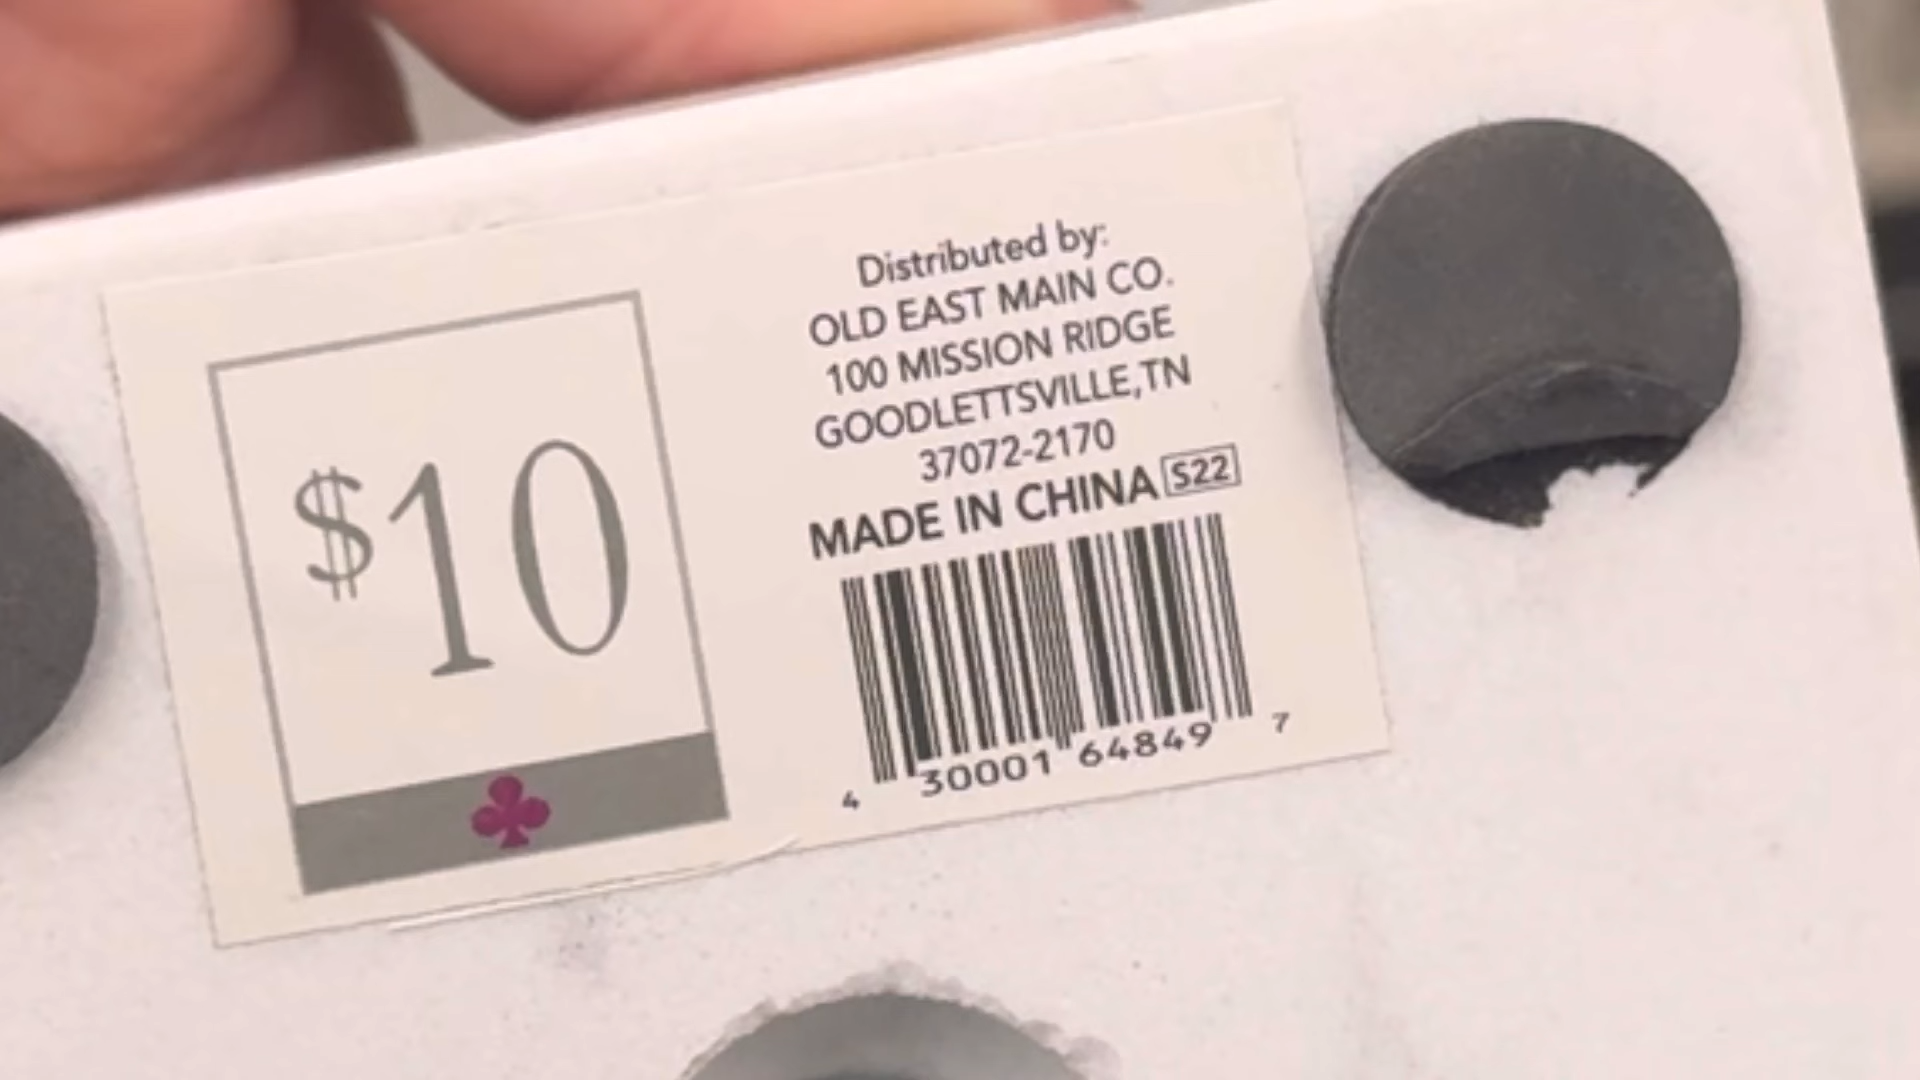 $10
Distributed by:
OLD EAST MAIN CO.
100 MISSION RIDGE
GOODLETTSVILLE,TN
37072-2170
MADE IN CHINA S22
4 30001 64849 7